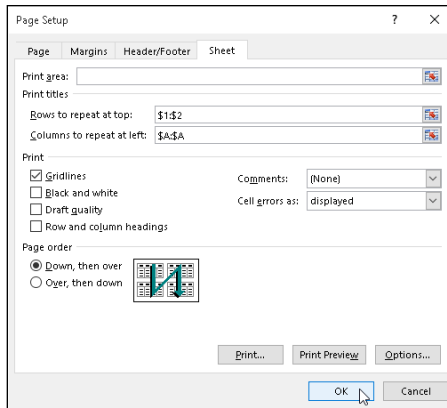 Page Setup ? X
Page Margins Header/Footer Sheet
Print area:
Print titles
Rows to repeat at top: $1:$2
Columns to repeat at left: $A:$A
Print
Gridlines
Black and white
Draft quality
Row and column headings
Comments: (None)
Cell errors as: displayed
Page order
Down, then over
Over, then down
Print... Print Preview Options...
OK Cancel